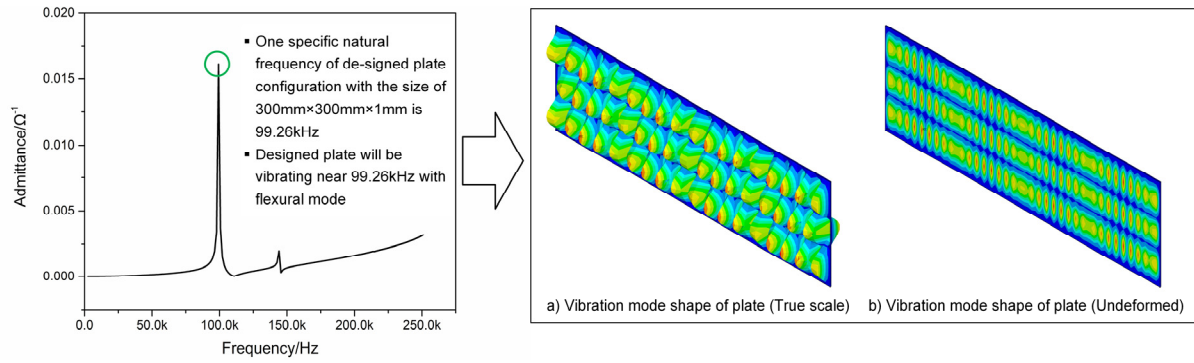 0.020
0.015
0.010
0.005
0.000
Admittance/Ω⁻¹
0.0
50.0k
100.0k
150.0k
200.0k
250.0k
Frequency/Hz
▪ One specific natural
frequency of de-signed plate
configuration with the size of
300mm×300mm×1mm is
99.26kHz
▪ Designed plate will be
vibrating near 99.26kHz with
flexural mode
a) Vibration mode shape of plate (True scale)
b) Vibration mode shape of plate (Undeformed)